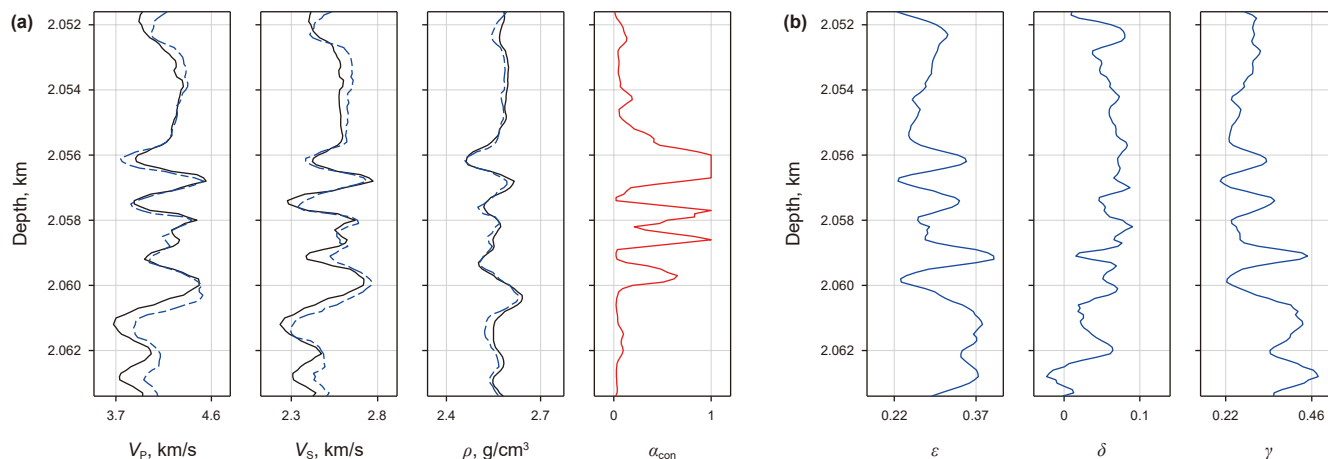 (a)
Depth, km
2.052
2.054
2.056
2.058
2.060
2.062
3.7 4.6
V_P, km/s
2.3 2.8
V_S, km/s
2.4 2.7
ρ, g/cm³
0 1
α_con
(b)
Depth, km
2.052
2.054
2.056
2.058
2.060
2.062
0.22 0.37
ε
0 0.1
δ
0.22 0.46
γ